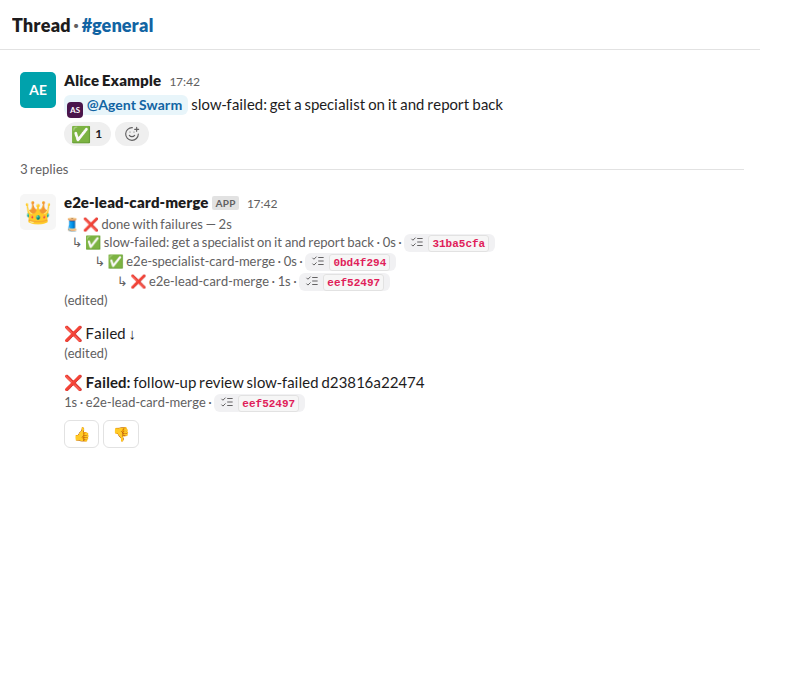 Thread · #general
AE
Alice Example 17:42
AS @Agent Swarm slow-failed: get a specialist on it and report back
✅ 1
3 replies
e2e-lead-card-merge APP 17:42
🧵 ❌ done with failures — 2s
↳ ✅ slow-failed: get a specialist on it and report back · 0s · 31ba5cfa
↳ ✅ e2e-specialist-card-merge · 0s · 0bd4f294
↳ ❌ e2e-lead-card-merge · 1s · eef52497
(edited)
❌ Failed ↓
(edited)
❌ Failed: follow-up review slow-failed d23816a22474
1s · e2e-lead-card-merge · eef52497